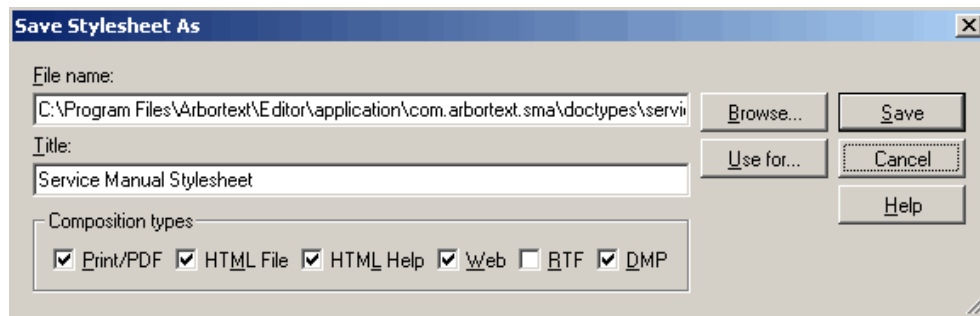 Save Stylesheet As
File name:
C:\Program Files\Arbortext\Editor\application\com.arbortext.sma\doctypes\servi
Browse...
Save
Title:
Use for...
Cancel
Service Manual Stylesheet
Help
Composition types
Print/PDF HTML File HTML Help Web RTF DMP